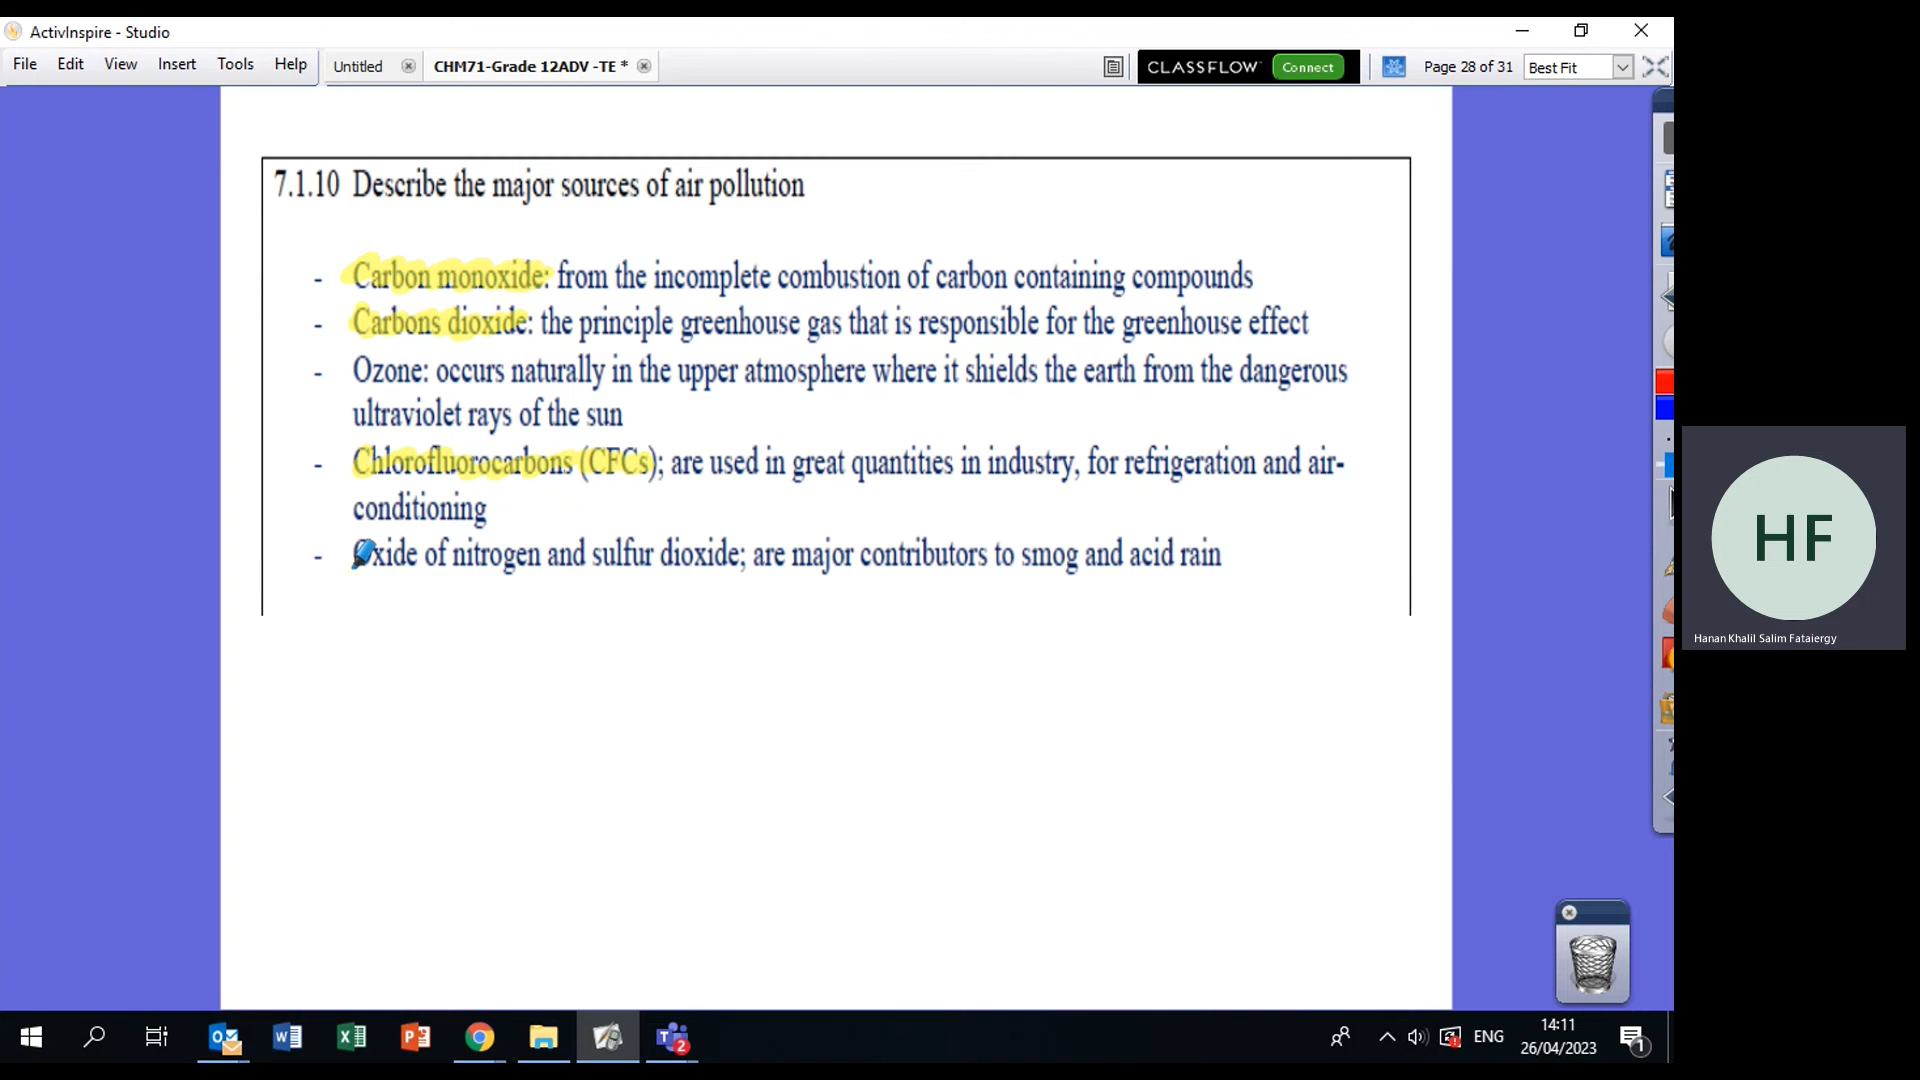 ActivInspire - Studio
File Edit View Insert Tools Help
Untitled
CHM71-Grade 12ADV -TE *
CLASSFLOW Connect
Page 28 of 31
Best Fit
7.1.10 Describe the major sources of air pollution
- Carbon monoxide: from the incomplete combustion of carbon containing compounds
- Carbons dioxide: the principle greenhouse gas that is responsible for the greenhouse effect
- Ozone: occurs naturally in the upper atmosphere where it shields the earth from the dangerous
ultraviolet rays of the sun
- Chlorofluorocarbons (CFCs); are used in great quantities in industry, for refrigeration and air-
conditioning
- Oxide of nitrogen and sulfur dioxide; are major contributors to smog and acid rain
HF
Hanan Khalil Salim Fataiergy
ENG
14:11
26/04/2023
1
2